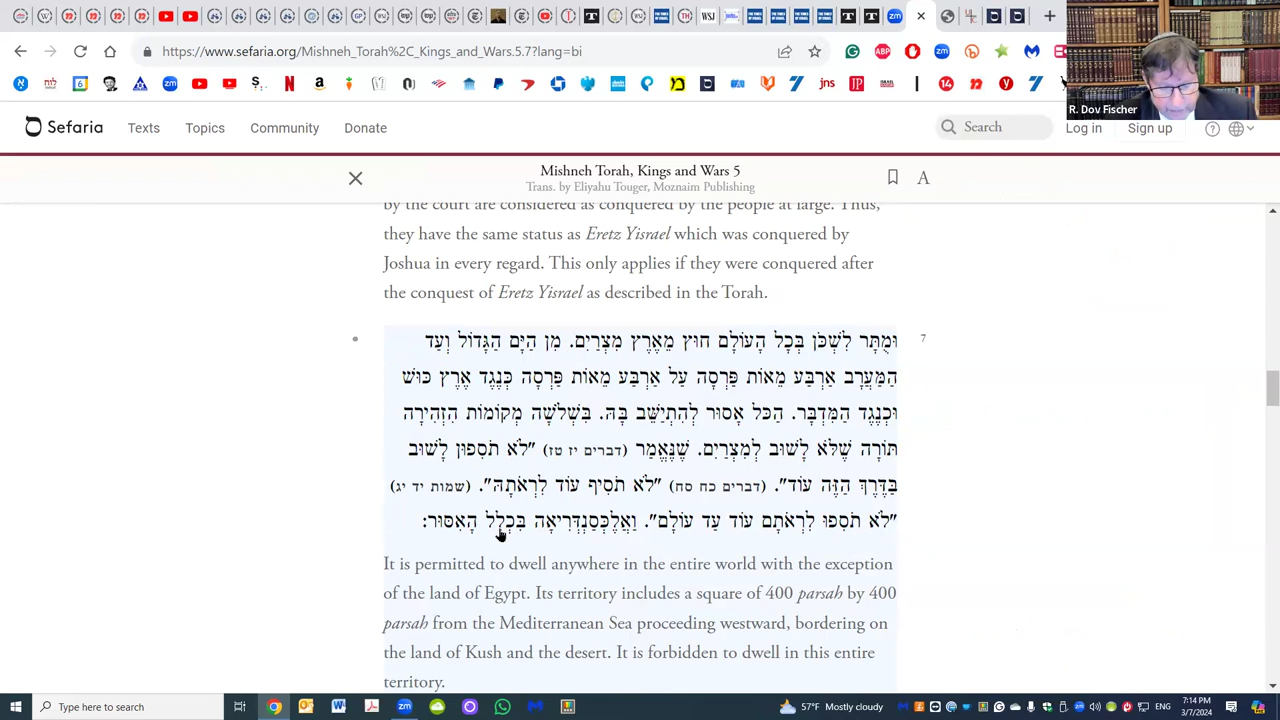 https://www.sefaria.org/Mishneh_Torah%2C_Kings_and_Wars.5.7?lang=bi
R. Dov Fischer
Sefaria
Texts
Topics
Community
Donate
Search
Log in
Sign up
Mishneh Torah, Kings and Wars 5
Trans. by Eliyahu Touger, Moznaim Publishing
by the court are considered as conquered by the people at large. Thus,
they have the same status as Eretz Yisrael which was conquered by
Joshua in every regard. This only applies if they were conquered after
the conquest of Eretz Yisrael as described in the Torah.
7
וּמֻתָּר לִשְׁכֹּן בְּכָל הָעוֹלָם חוּץ מֵאֶרֶץ מִצְרַיִם. מִן הַיָּם הַגָּדוֹל וְעַד
הַמַּעֲרָב אַרְבַּע מֵאוֹת פַּרְסָה עַל אַרְבַּע מֵאוֹת פַּרְסָה כְּנֶגֶד אֶרֶץ כּוּשׁ
וּכְנֶגֶד הַמִּדְבָּר. הַכּל אָסוּר לְהִתְיַשֵּׁב בָּהּ. בִּשְׁלֹשָׁה מְקוֹמוֹת הִזְהִירָה
תּוֹרָה שֶׁלֹּא לָשׁוּב לְמִצְרַיִם. שֶׁנֶּאֱמַר (דברים יז טז) "לֹא תֹסִפוּן לָשׁוּב
בַּדֶּרֶךְ הַזֶּה עוֹד". (דברים כח סח) "לֹא תֹסִיף עוֹד לִרְאֹתָהּ". (שמות יד יג)
"לֹא תֹסִפוּ לִרְאֹתָם עוֹד עַד עוֹלָם". וַאֲלֶכְּסַנְדְּרִיאָה בִּכְלַל הָאִסּוּר:
It is permitted to dwell anywhere in the entire world with the exception
of the land of Egypt. Its territory includes a square of 400 parsah by 400
parsah from the Mediterranean Sea proceeding westward, bordering on
the land of Kush and the desert. It is forbidden to dwell in this entire
territory.
Type here to search
57°F Mostly cloudy
ENG
7:14 PM
3/7/2024